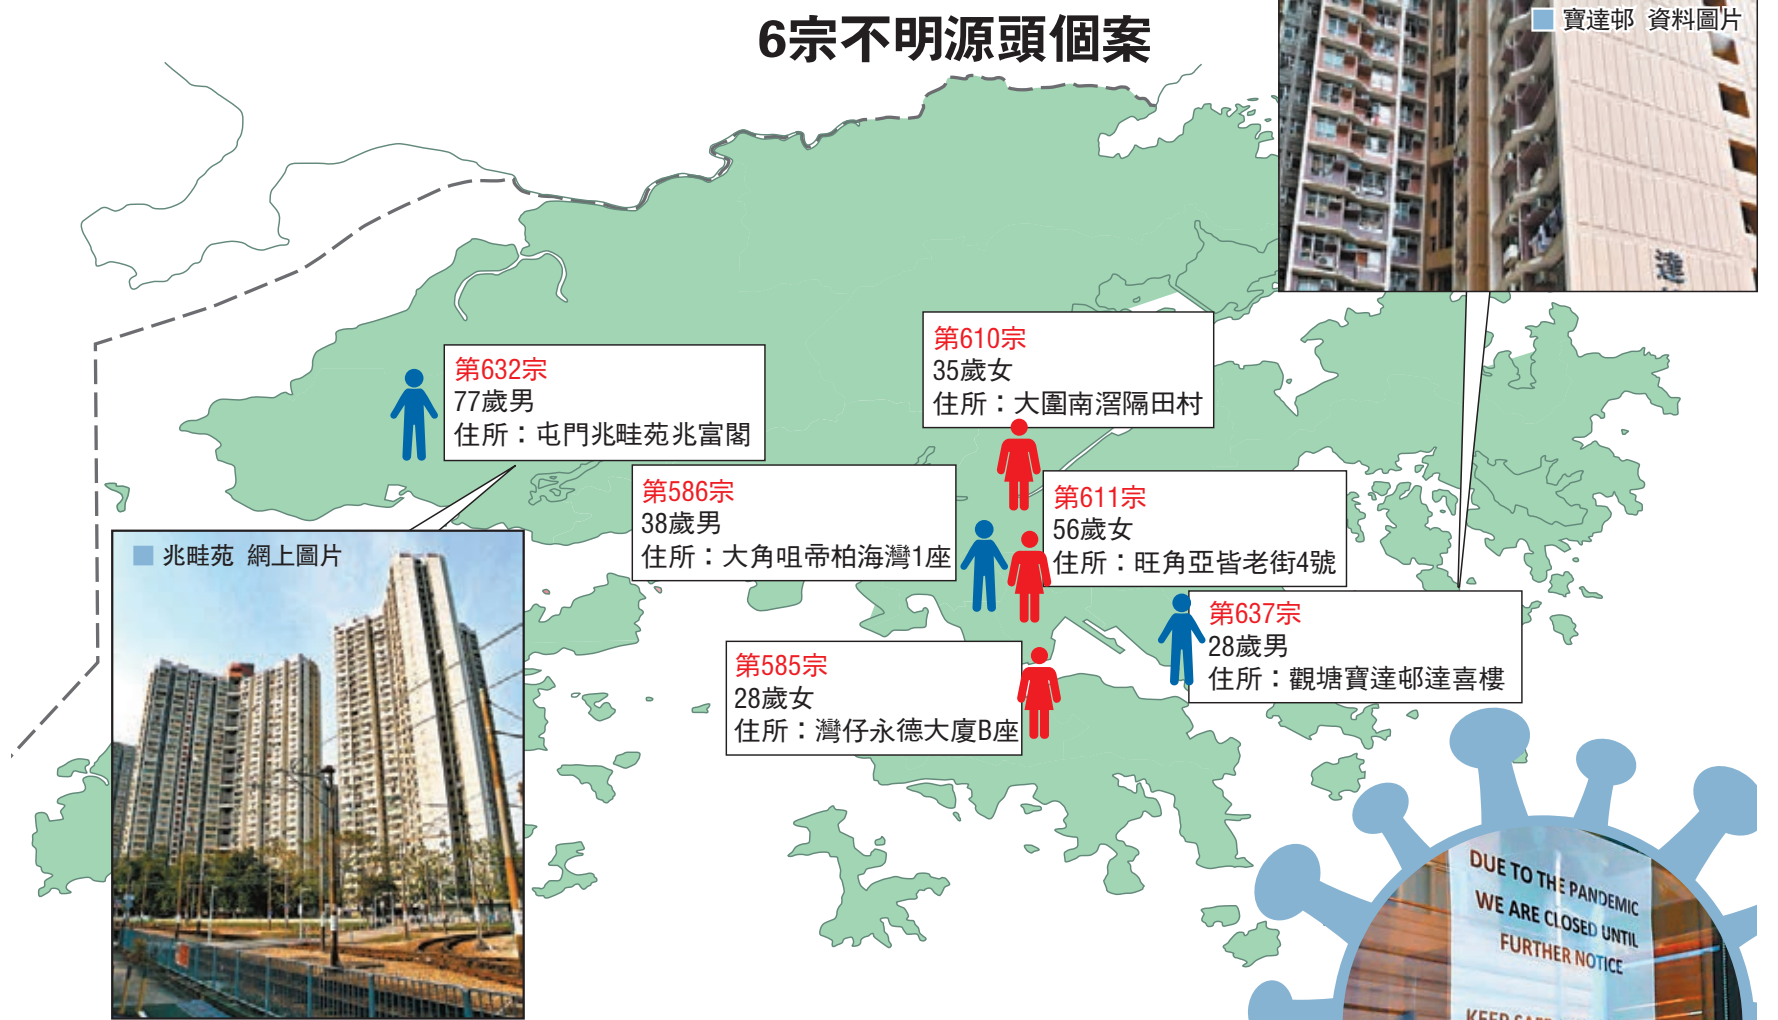 6宗不明源頭個案
寶達邨 資料圖片
達
第610宗
35歲女
住所：大圍南滘隔田村
第632宗
77歲男
住所：屯門兆畦苑兆富閣
第586宗
38歲男
住所：大角咀帝柏海灣1座
第611宗
56歲女
住所：旺角亞皆老街4號
兆畦苑 網上圖片
第637宗
28歲男
住所：觀塘寶達邨達喜樓
第585宗
28歲女
住所：灣仔永德大廈B座
DUE TO THE PANDEMIC
WE ARE CLOSED UNTIL
FURTHER NOTICE
KEEP SAFE